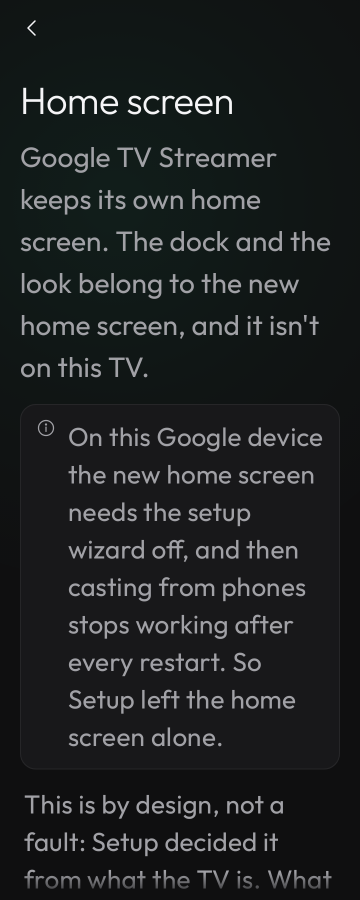 Home screen
Google TV Streamer
keeps its own home
screen. The dock and the
look belong to the new
home screen, and it isn't
on this TV.
On this Google device
the new home screen
needs the setup
wizard off, and then
casting from phones
stops working after
every restart. So
Setup left the home
screen alone.
This is by design, not a
fault: Setup decided it
from what the TV is. What